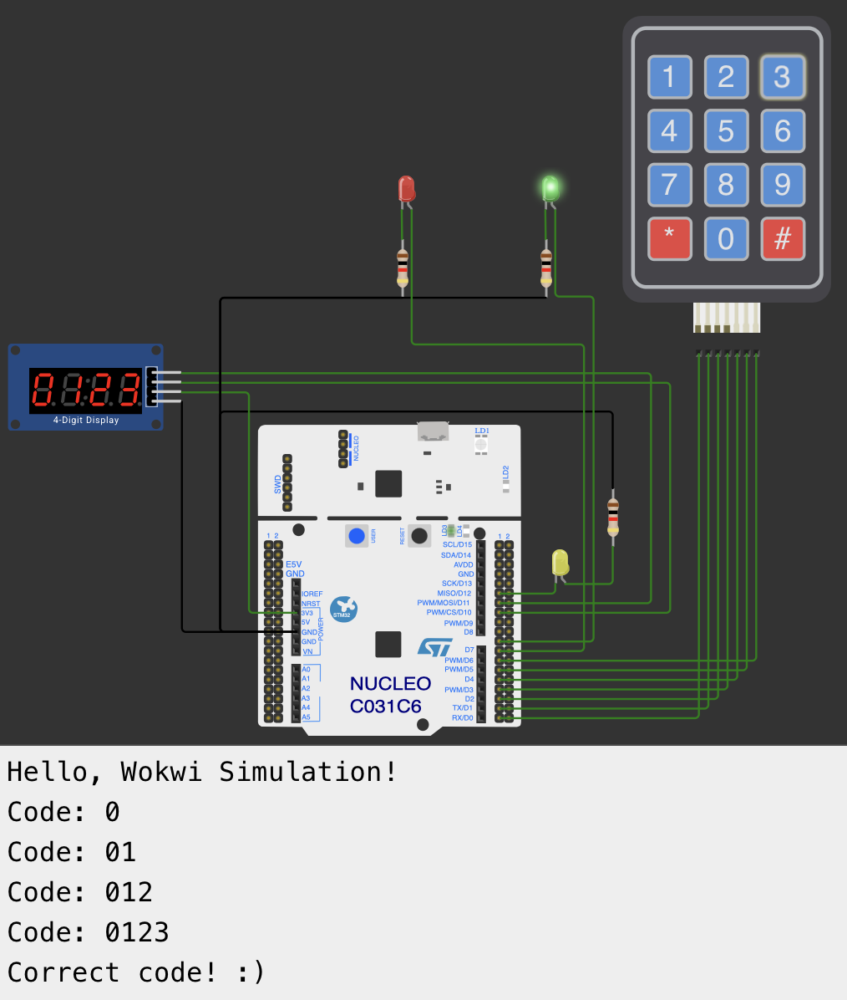 1 2 3
4 5 6
7 8 9
* 0 #
0123
4-Digit Display
NUCLEO
LD1
SWD
LD2
1 2
USER
RESET
LD3
LD4
1 2
E5V
GND
IOREF
NRST
3V3
5V
GND
GND
VN
POWER
A0
A1
A2
A3
A4
A5
STM32
SCL/D15
SDA/D14
AVDD
GND
SCK/D13
MISO/D12
PWM/MOSI/D11
PWM/CS/D10
PWM/D9
D8
D7
PWM/D6
PWM/D5
D4
PWM/D3
D2
TX/D1
RX/D0
ST
NUCLEO
C031C6
Hello, Wokwi Simulation!
Code: 0
Code: 01
Code: 012
Code: 0123
Correct code! :)